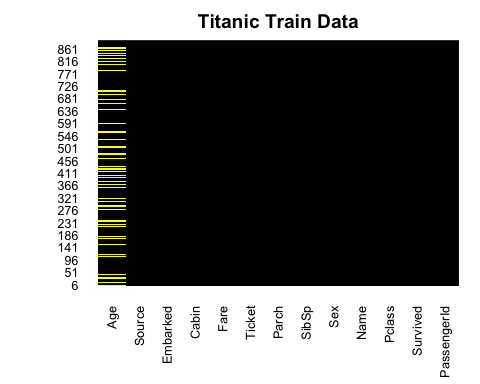 Titanic Train Data
861
816
771
726
681
636
591
546
501
456
411
366
321
276
231
186
141
96
51
6
Age
Source
Embarked
Cabin
Fare
Ticket
Parch
SibSp
Sex
Name
Pclass
Survived
PassengerId